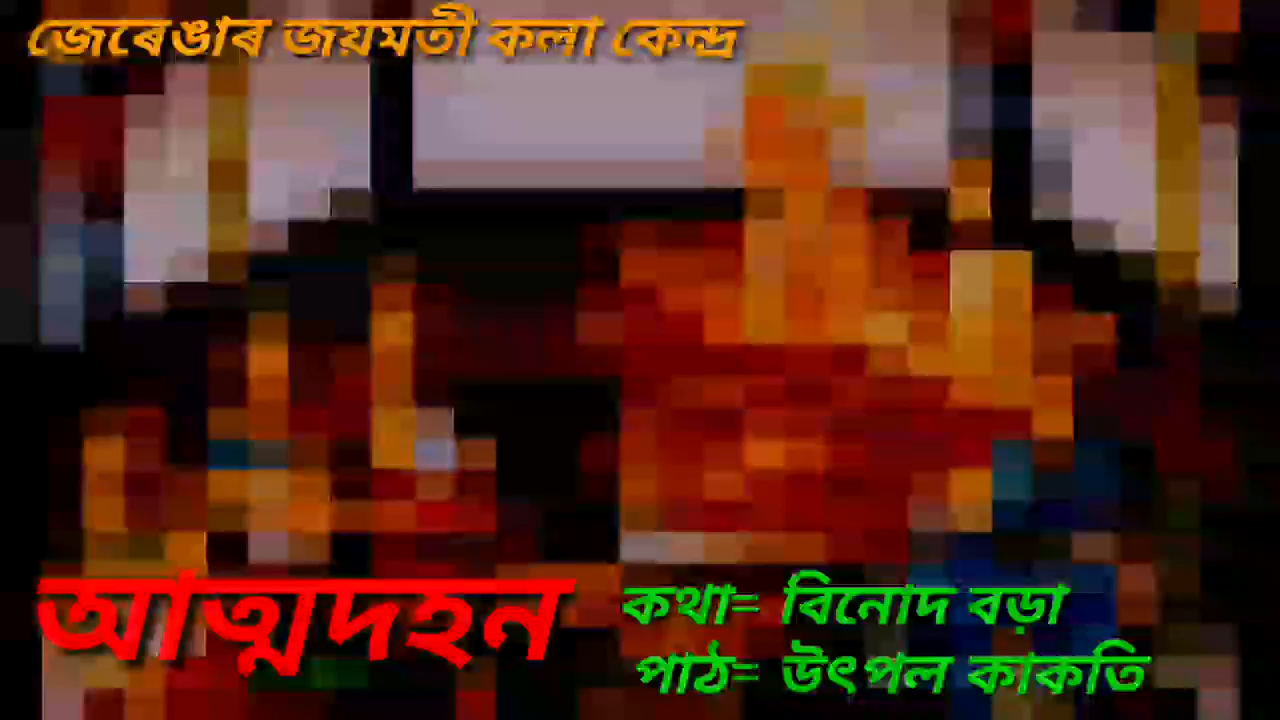 জেৰেঙাৰ জয়মতী কলা কেন্দ্ৰ
আত্মদহন
কথা= বিনোদ বড়া
পাঠ= উৎপল কাকতি